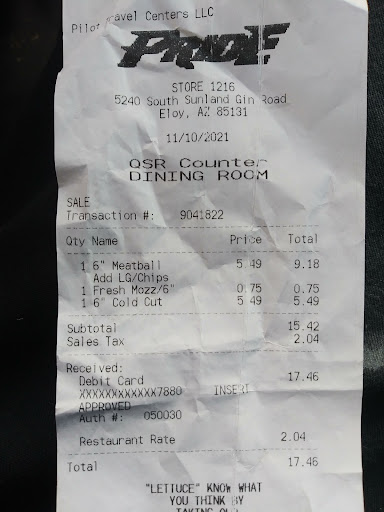 Pilot Travel Centers LLC
PRIDE
STORE 1216
5240 South Sunland Gin Road
Eloy, AZ 85131
11/10/2021
QSR Counter
DINING ROOM
SALE
Transaction #: 9041822
Qty Name Price Total
1 6" Meatball 5.49 9.18
Add LG/Chips
1 Fresh Mozz/6" 0.75 0.75
1 6" Cold Cut 5.49 5.49
Subtotal 15.42
Sales Tax 2.04
Received:
Debit Card 17.46
XXXXXXXXXXXX7880 INSERT
APPROVED
Auth #: 050030
Restaurant Rate 2.04
Total 17.46
"LETTUCE" KNOW WHAT
YOU THINK BY
TAKING OUR